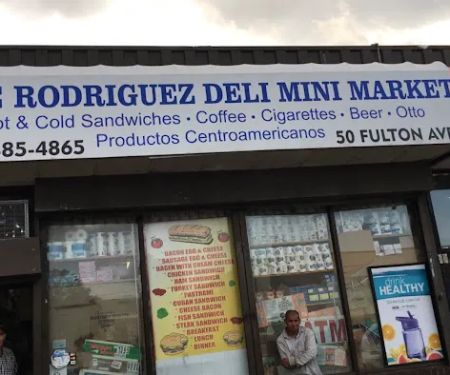 RODRIGUEZ DELI MINI MARKET
& Cold Sandwiches • Coffee • Cigarettes • Beer • Otto
85-4865
Productos Centroamericanos
50 FULTON AVE
BACON EGG & CHEESE
* SAUSAGE EGG & CHEESE
BACON WITH CHEESE
* CHICKEN SANDWICH
* HAM SANDWICH
* TURKEY SANDWICH
* PASTRAMI
* CUBAN SANDWICH
* CHEESE BACON
* FISH SANDWICH
* STEAK SANDWICH
* BREAKFAST
LUNCH
DINNER
ATM
drink
HEALTHY